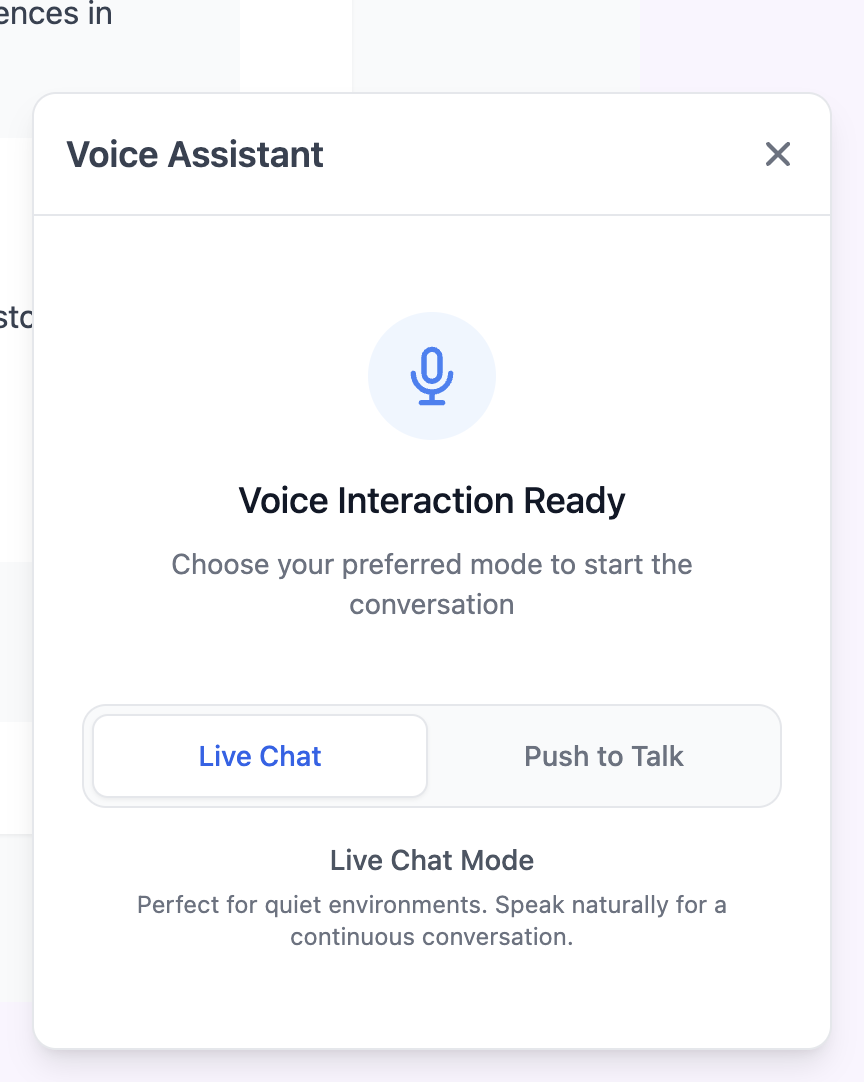 ences in
Voice Assistant
sto
Voice Interaction Ready
Choose your preferred mode to start the
conversation
Live Chat
Push to Talk
Live Chat Mode
Perfect for quiet environments. Speak naturally for a
continuous conversation.